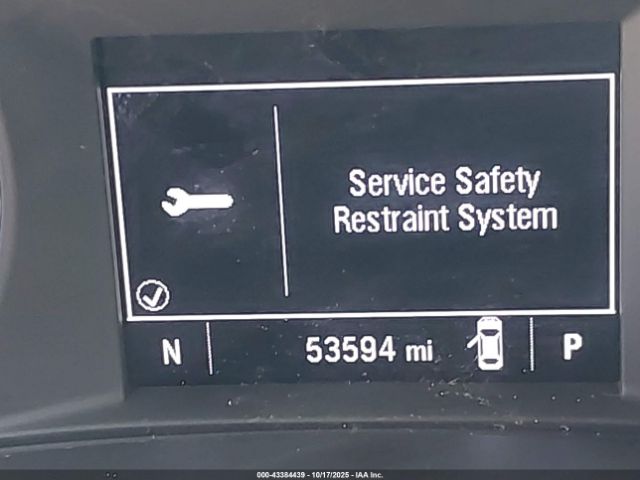 Service Safety
Restraint System
N 53594 mi P
000-43384439 - 10/17/2025 - IAA Inc.